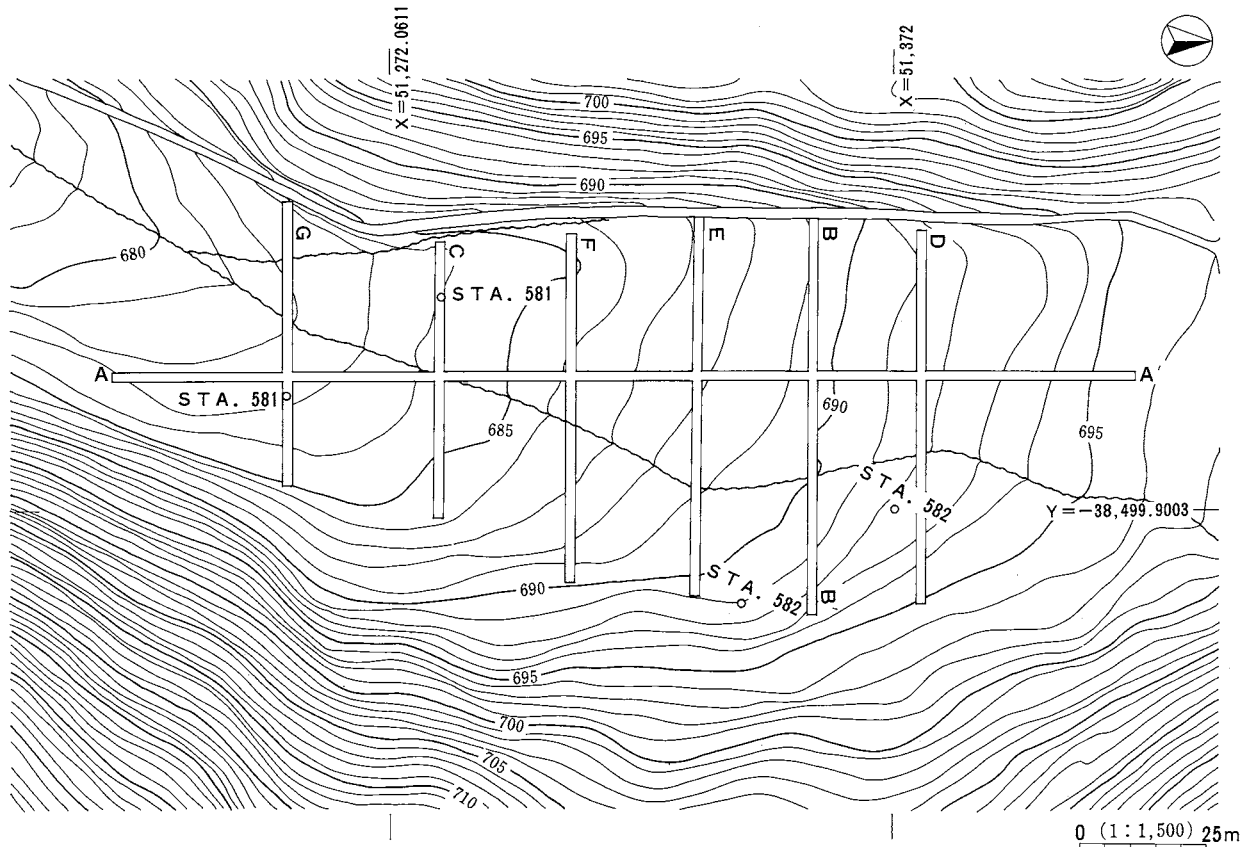 X=51,272.0611
X=51,372
700
695
690
680
G
C
F
E
B
D
STA. 581
A
A'
STA. 581
685
690
695
STA. 582
Y=-38,499.9003
690
STA. 582
B'
695
700
705
710
0 (1:1,500) 25m